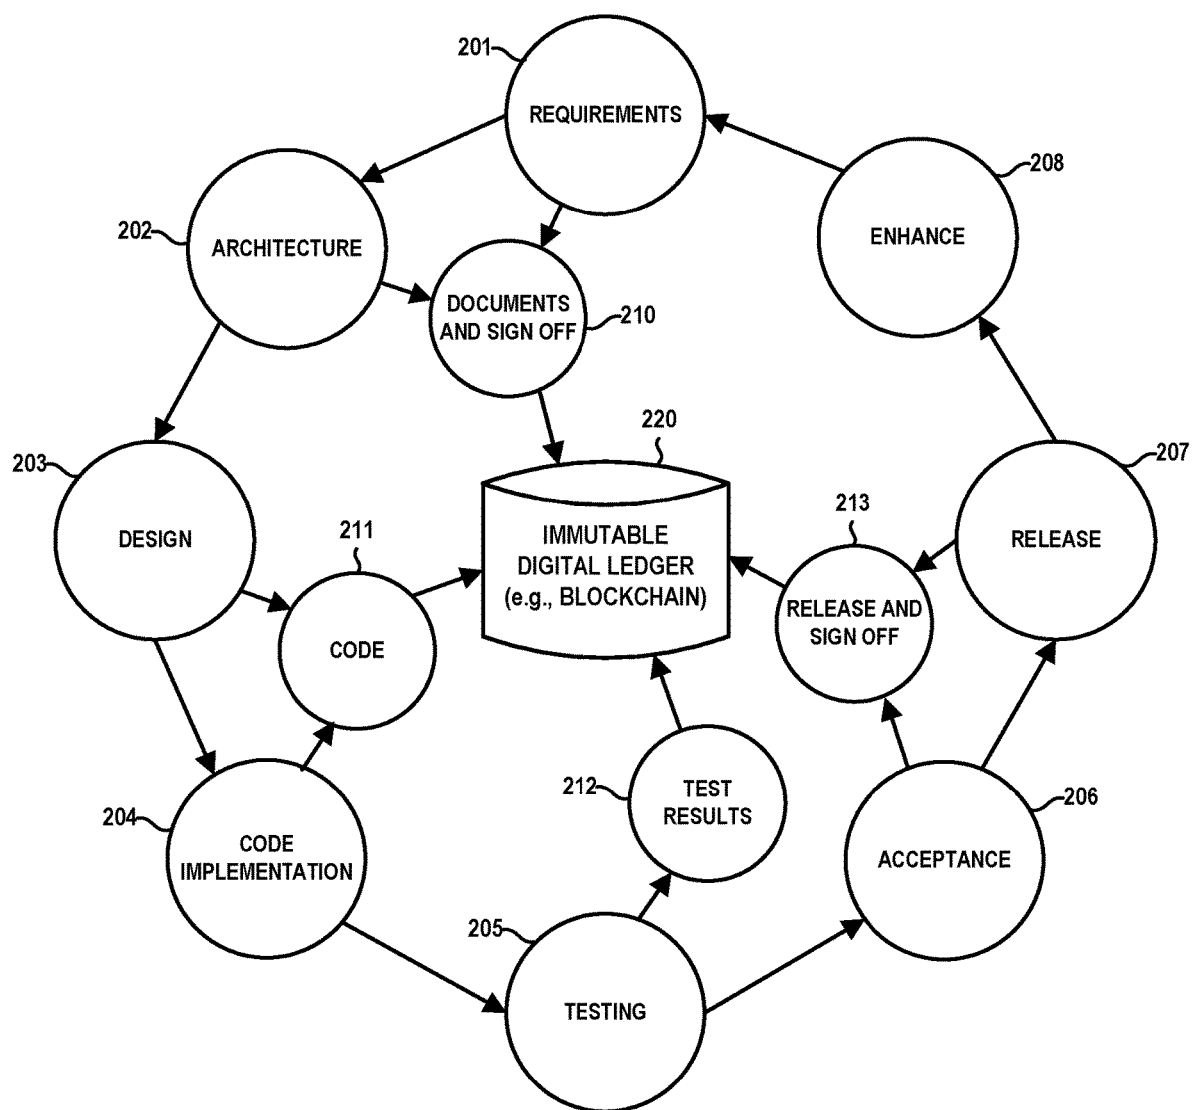 201
REQUIREMENTS
208
ENHANCE
202
ARCHITECTURE
DOCUMENTS
AND SIGN OFF
210
203
DESIGN
211
CODE
220
IMMUTABLE
DIGITAL LEDGER
(e.g., BLOCKCHAIN)
213
RELEASE AND
SIGN OFF
207
RELEASE
204
CODE
IMPLEMENTATION
212
TEST
RESULTS
206
ACCEPTANCE
205
TESTING